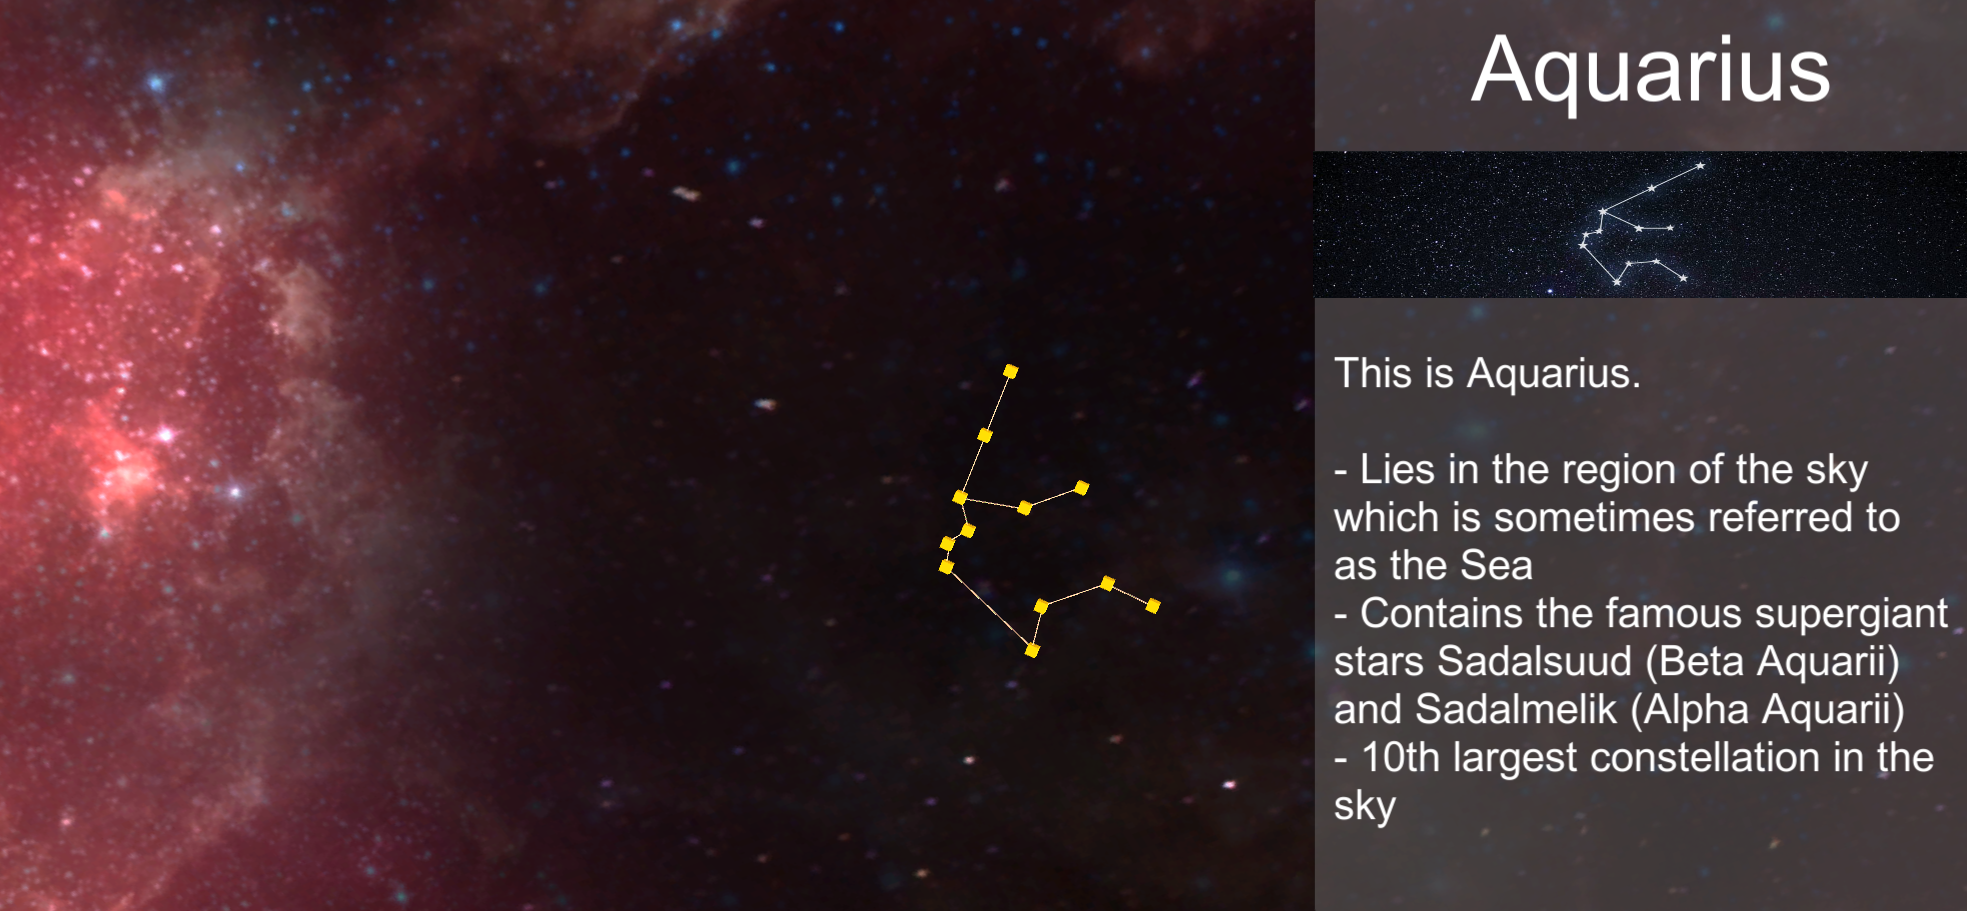 Aquarius
This is Aquarius.
- Lies in the region of the sky
which is sometimes referred to
as the Sea
- Contains the famous supergiant
stars Sadalsuud (Beta Aquarii)
and Sadalmelik (Alpha Aquarii)
- 10th largest constellation in the
sky